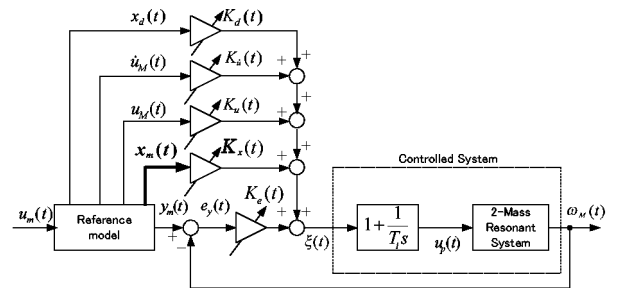 x_d(t) K_d(t)
+ +
u̇_M(t) K_u̇(t)
+ +
u_M(t) K_u(t)
+ +
x_m(t) K_x(t)
+ +
Controlled System
u_m(t) Reference model y_m(t) e_y(t) K_e(t)
+ − + +
ξ(t) 1+ 1/(T_i s) u_p(t) 2-Mass Resonant System ω_M(t)